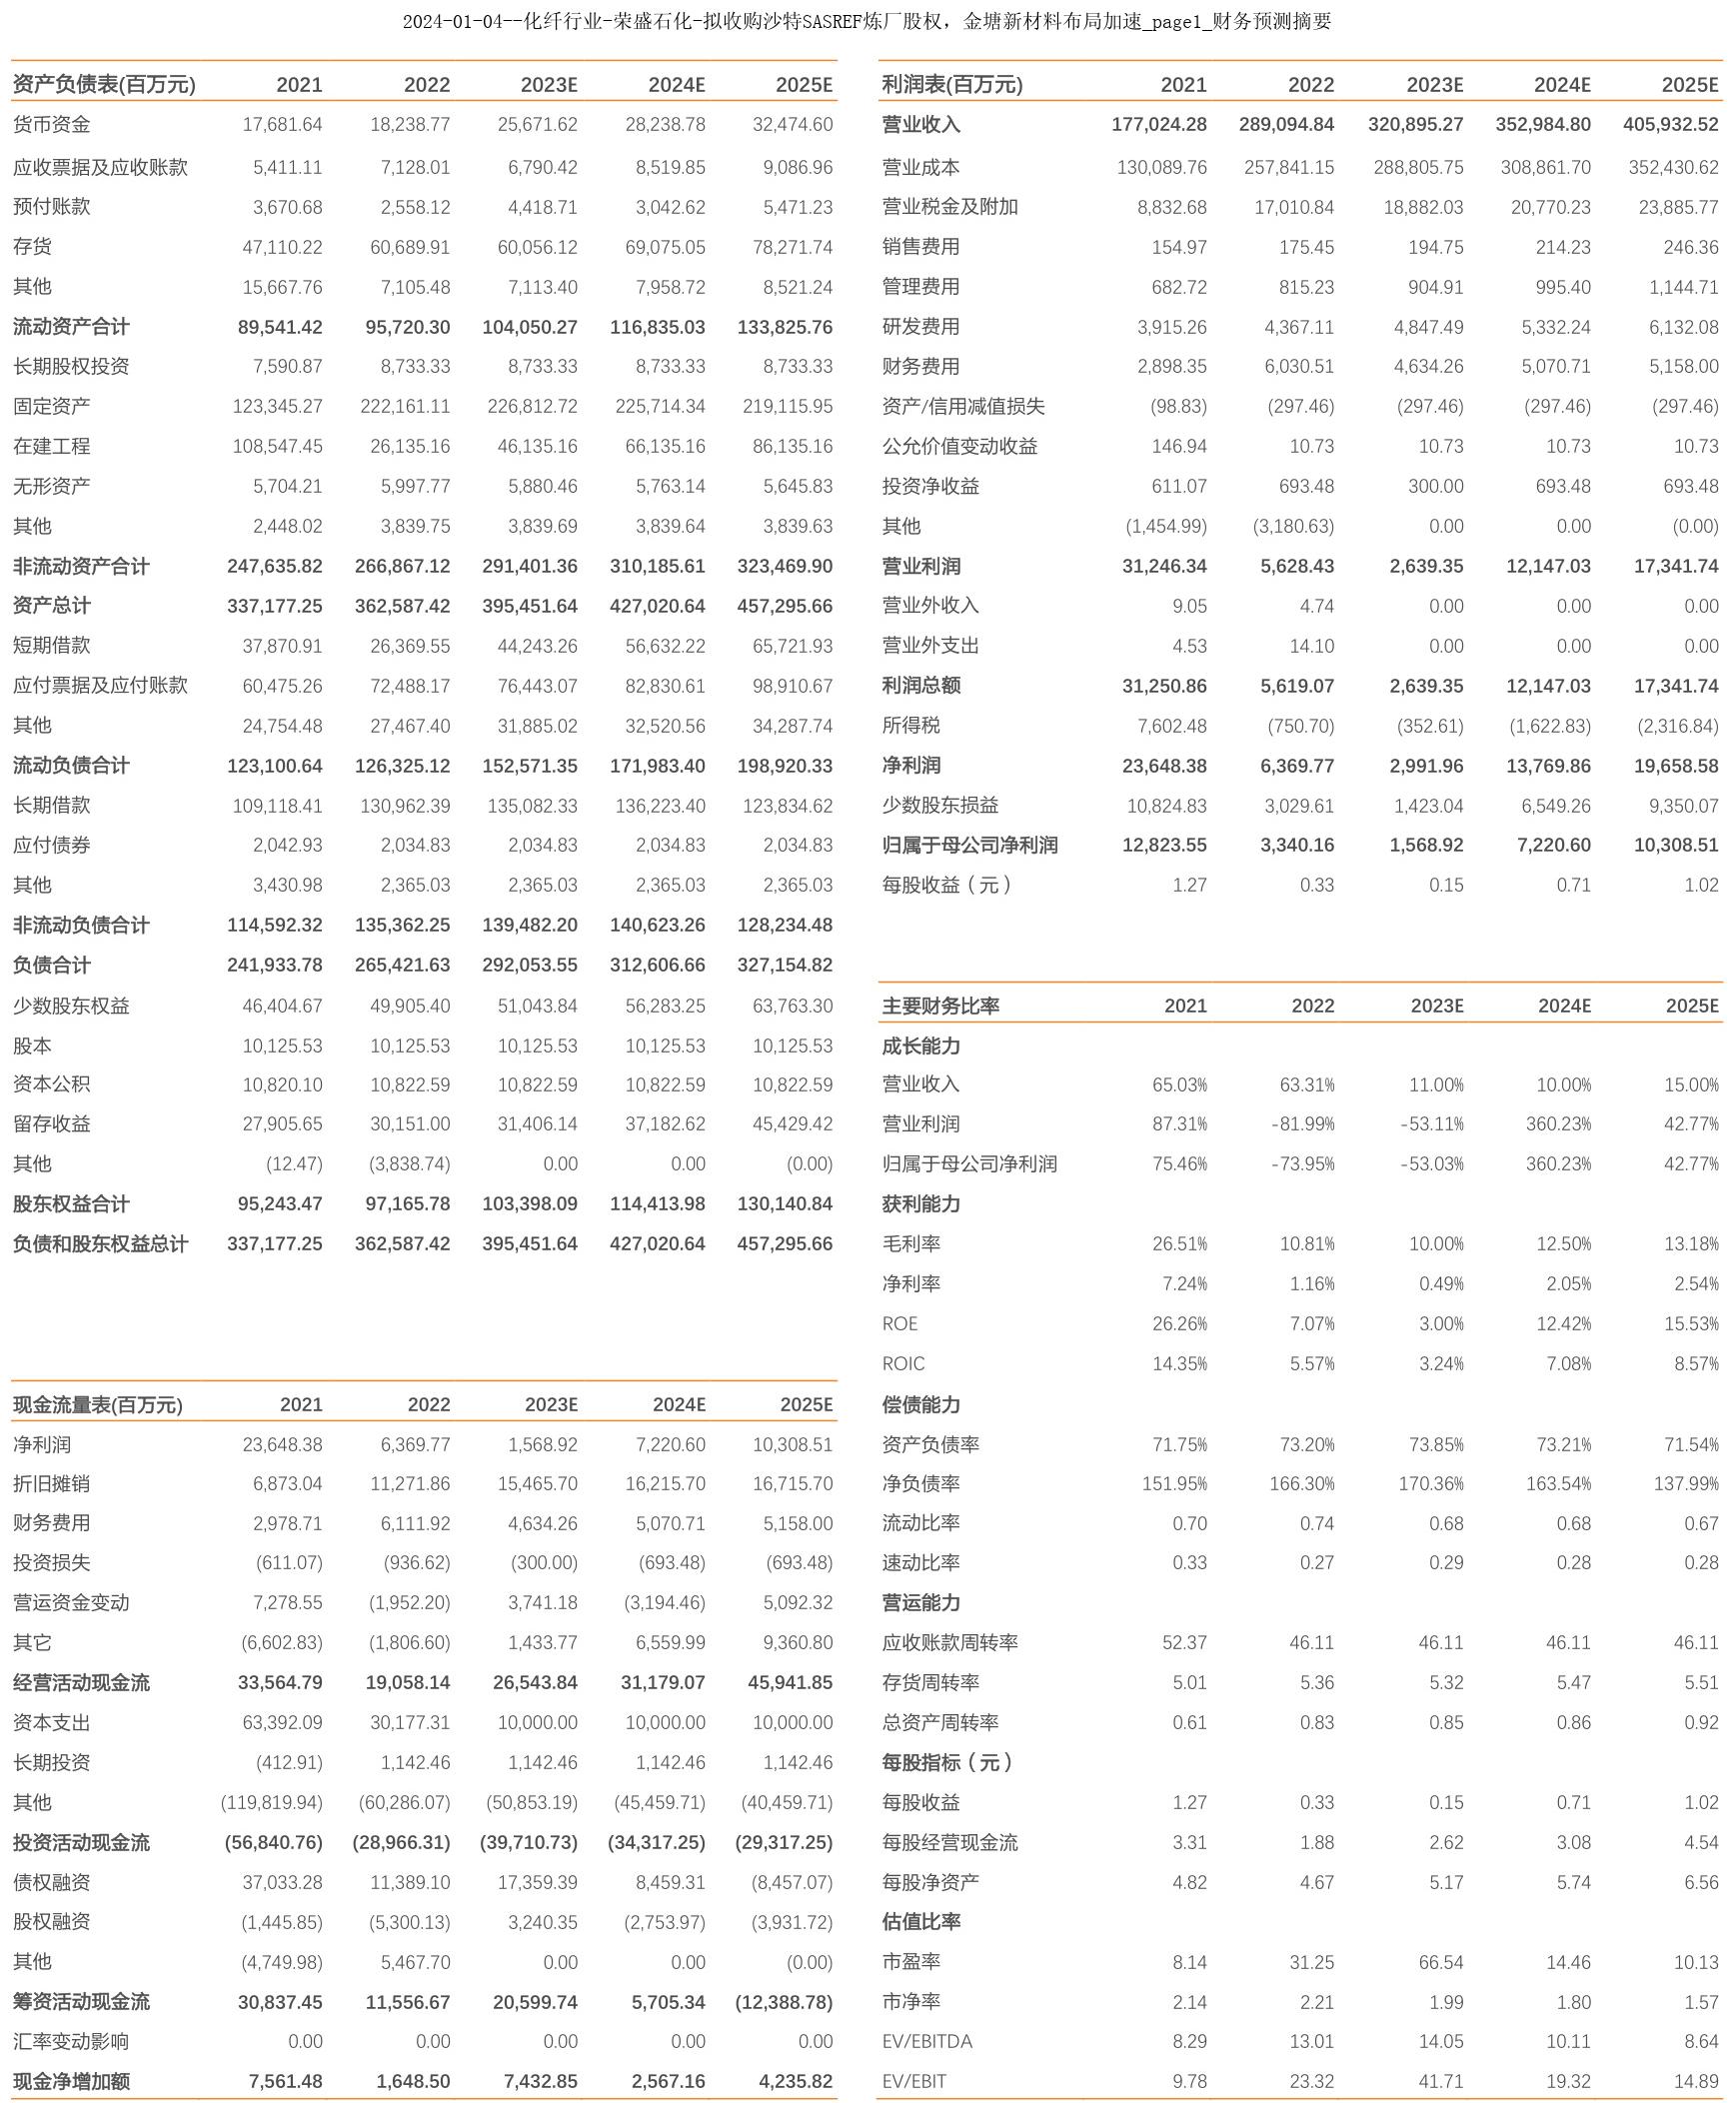 2024-01-04--化纤行业-荣盛石化-拟收购沙特SASREF炼厂股权，金塘新材料布局加速_page1_财务预测摘要
资产负债表(百万元) 2021 2022 2023E 2024E 2025E
货币资金 17,681.64 18,238.77 25,671.62 28,238.78 32,474.60
应收票据及应收账款 5,411.11 7,128.01 6,790.42 8,519.85 9,086.96
预付账款 3,670.68 2,558.12 4,418.71 3,042.62 5,471.23
存货 47,110.22 60,689.91 60,056.12 69,075.05 78,271.74
其他 15,667.76 7,105.48 7,113.40 7,958.72 8,521.24
流动资产合计 89,541.42 95,720.30 104,050.27 116,835.03 133,825.76
长期股权投资 7,590.87 8,733.33 8,733.33 8,733.33 8,733.33
固定资产 123,345.27 222,161.11 226,812.72 225,714.34 219,115.95
在建工程 108,547.45 26,135.16 46,135.16 66,135.16 86,135.16
无形资产 5,704.21 5,997.77 5,880.46 5,763.14 5,645.83
其他 2,448.02 3,839.75 3,839.69 3,839.64 3,839.63
非流动资产合计 247,635.82 266,867.12 291,401.36 310,185.61 323,469.90
资产总计 337,177.25 362,587.42 395,451.64 427,020.64 457,295.66
短期借款 37,870.91 26,369.55 44,243.26 56,632.22 65,721.93
应付票据及应付账款 60,475.26 72,488.17 76,443.07 82,830.61 98,910.67
其他 24,754.48 27,467.40 31,885.02 32,520.56 34,287.74
流动负债合计 123,100.64 126,325.12 152,571.35 171,983.40 198,920.33
长期借款 109,118.41 130,962.39 135,082.33 136,223.40 123,834.62
应付债券 2,042.93 2,034.83 2,034.83 2,034.83 2,034.83
其他 3,430.98 2,365.03 2,365.03 2,365.03 2,365.03
非流动负债合计 114,592.32 135,362.25 139,482.20 140,623.26 128,234.48
负债合计 241,933.78 265,421.63 292,053.55 312,606.66 327,154.82
少数股东权益 46,404.67 49,905.40 51,043.84 56,283.25 63,763.30
股本 10,125.53 10,125.53 10,125.53 10,125.53 10,125.53
资本公积 10,820.10 10,822.59 10,822.59 10,822.59 10,822.59
留存收益 27,905.65 30,151.00 31,406.14 37,182.62 45,429.42
其他 (12.47) (3,838.74) 0.00 0.00 (0.00)
股东权益合计 95,243.47 97,165.78 103,398.09 114,413.98 130,140.84
负债和股东权益总计 337,177.25 362,587.42 395,451.64 427,020.64 457,295.66
现金流量表(百万元) 2021 2022 2023E 2024E 2025E
净利润 23,648.38 6,369.77 1,568.92 7,220.60 10,308.51
折旧摊销 6,873.04 11,271.86 15,465.70 16,215.70 16,715.70
财务费用 2,978.71 6,111.92 4,634.26 5,070.71 5,158.00
投资损失 (611.07) (936.62) (300.00) (693.48) (693.48)
营运资金变动 7,278.55 (1,952.20) 3,741.18 (3,194.46) 5,092.32
其它 (6,602.83) (1,806.60) 1,433.77 6,559.99 9,360.80
经营活动现金流 33,564.79 19,058.14 26,543.84 31,179.07 45,941.85
资本支出 63,392.09 30,177.31 10,000.00 10,000.00 10,000.00
长期投资 (412.91) 1,142.46 1,142.46 1,142.46 1,142.46
其他 (119,819.94) (60,286.07) (50,853.19) (45,459.71) (40,459.71)
投资活动现金流 (56,840.76) (28,966.31) (39,710.73) (34,317.25) (29,317.25)
债权融资 37,033.28 11,389.10 17,359.39 8,459.31 (8,457.07)
股权融资 (1,445.85) (5,300.13) 3,240.35 (2,753.97) (3,931.72)
其他 (4,749.98) 5,467.70 0.00 0.00 (0.00)
筹资活动现金流 30,837.45 11,556.67 20,599.74 5,705.34 (12,388.78)
汇率变动影响 0.00 0.00 0.00 0.00 0.00
现金净增加额 7,561.48 1,648.50 7,432.85 2,567.16 4,235.82
利润表(百万元) 2021 2022 2023E 2024E 2025E
营业收入 177,024.28 289,094.84 320,895.27 352,984.80 405,932.52
营业成本 130,089.76 257,841.15 288,805.75 308,861.70 352,430.62
营业税金及附加 8,832.68 17,010.84 18,882.03 20,770.23 23,885.77
销售费用 154.97 175.45 194.75 214.23 246.36
管理费用 682.72 815.23 904.91 995.40 1,144.71
研发费用 3,915.26 4,367.11 4,847.49 5,332.24 6,132.08
财务费用 2,898.35 6,030.51 4,634.26 5,070.71 5,158.00
资产/信用减值损失 (98.83) (297.46) (297.46) (297.46) (297.46)
公允价值变动收益 146.94 10.73 10.73 10.73 10.73
投资净收益 611.07 693.48 300.00 693.48 693.48
其他 (1,454.99) (3,180.63) 0.00 0.00 (0.00)
营业利润 31,246.34 5,628.43 2,639.35 12,147.03 17,341.74
营业外收入 9.05 4.74 0.00 0.00 0.00
营业外支出 4.53 14.10 0.00 0.00 0.00
利润总额 31,250.86 5,619.07 2,639.35 12,147.03 17,341.74
所得税 7,602.48 (750.70) (352.61) (1,622.83) (2,316.84)
净利润 23,648.38 6,369.77 2,991.96 13,769.86 19,658.58
少数股东损益 10,824.83 3,029.61 1,423.04 6,549.26 9,350.07
归属于母公司净利润 12,823.55 3,340.16 1,568.92 7,220.60 10,308.51
每股收益（元） 1.27 0.33 0.15 0.71 1.02
主要财务比率 2021 2022 2023E 2024E 2025E
成长能力
营业收入 65.03% 63.31% 11.00% 10.00% 15.00%
营业利润 87.31% -81.99% -53.11% 360.23% 42.77%
归属于母公司净利润 75.46% -73.95% -53.03% 360.23% 42.77%
获利能力
毛利率 26.51% 10.81% 10.00% 12.50% 13.18%
净利率 7.24% 1.16% 0.49% 2.05% 2.54%
ROE 26.26% 7.07% 3.00% 12.42% 15.53%
ROIC 14.35% 5.57% 3.24% 7.08% 8.57%
偿债能力
资产负债率 71.75% 73.20% 73.85% 73.21% 71.54%
净负债率 151.95% 166.30% 170.36% 163.54% 137.99%
流动比率 0.70 0.74 0.68 0.68 0.67
速动比率 0.33 0.27 0.29 0.28 0.28
营运能力
应收账款周转率 52.37 46.11 46.11 46.11 46.11
存货周转率 5.01 5.36 5.32 5.47 5.51
总资产周转率 0.61 0.83 0.85 0.86 0.92
每股指标（元）
每股收益 1.27 0.33 0.15 0.71 1.02
每股经营现金流 3.31 1.88 2.62 3.08 4.54
每股净资产 4.82 4.67 5.17 5.74 6.56
估值比率
市盈率 8.14 31.25 66.54 14.46 10.13
市净率 2.14 2.21 1.99 1.80 1.57
EV/EBITDA 8.29 13.01 14.05 10.11 8.64
EV/EBIT 9.78 23.32 41.71 19.32 14.89